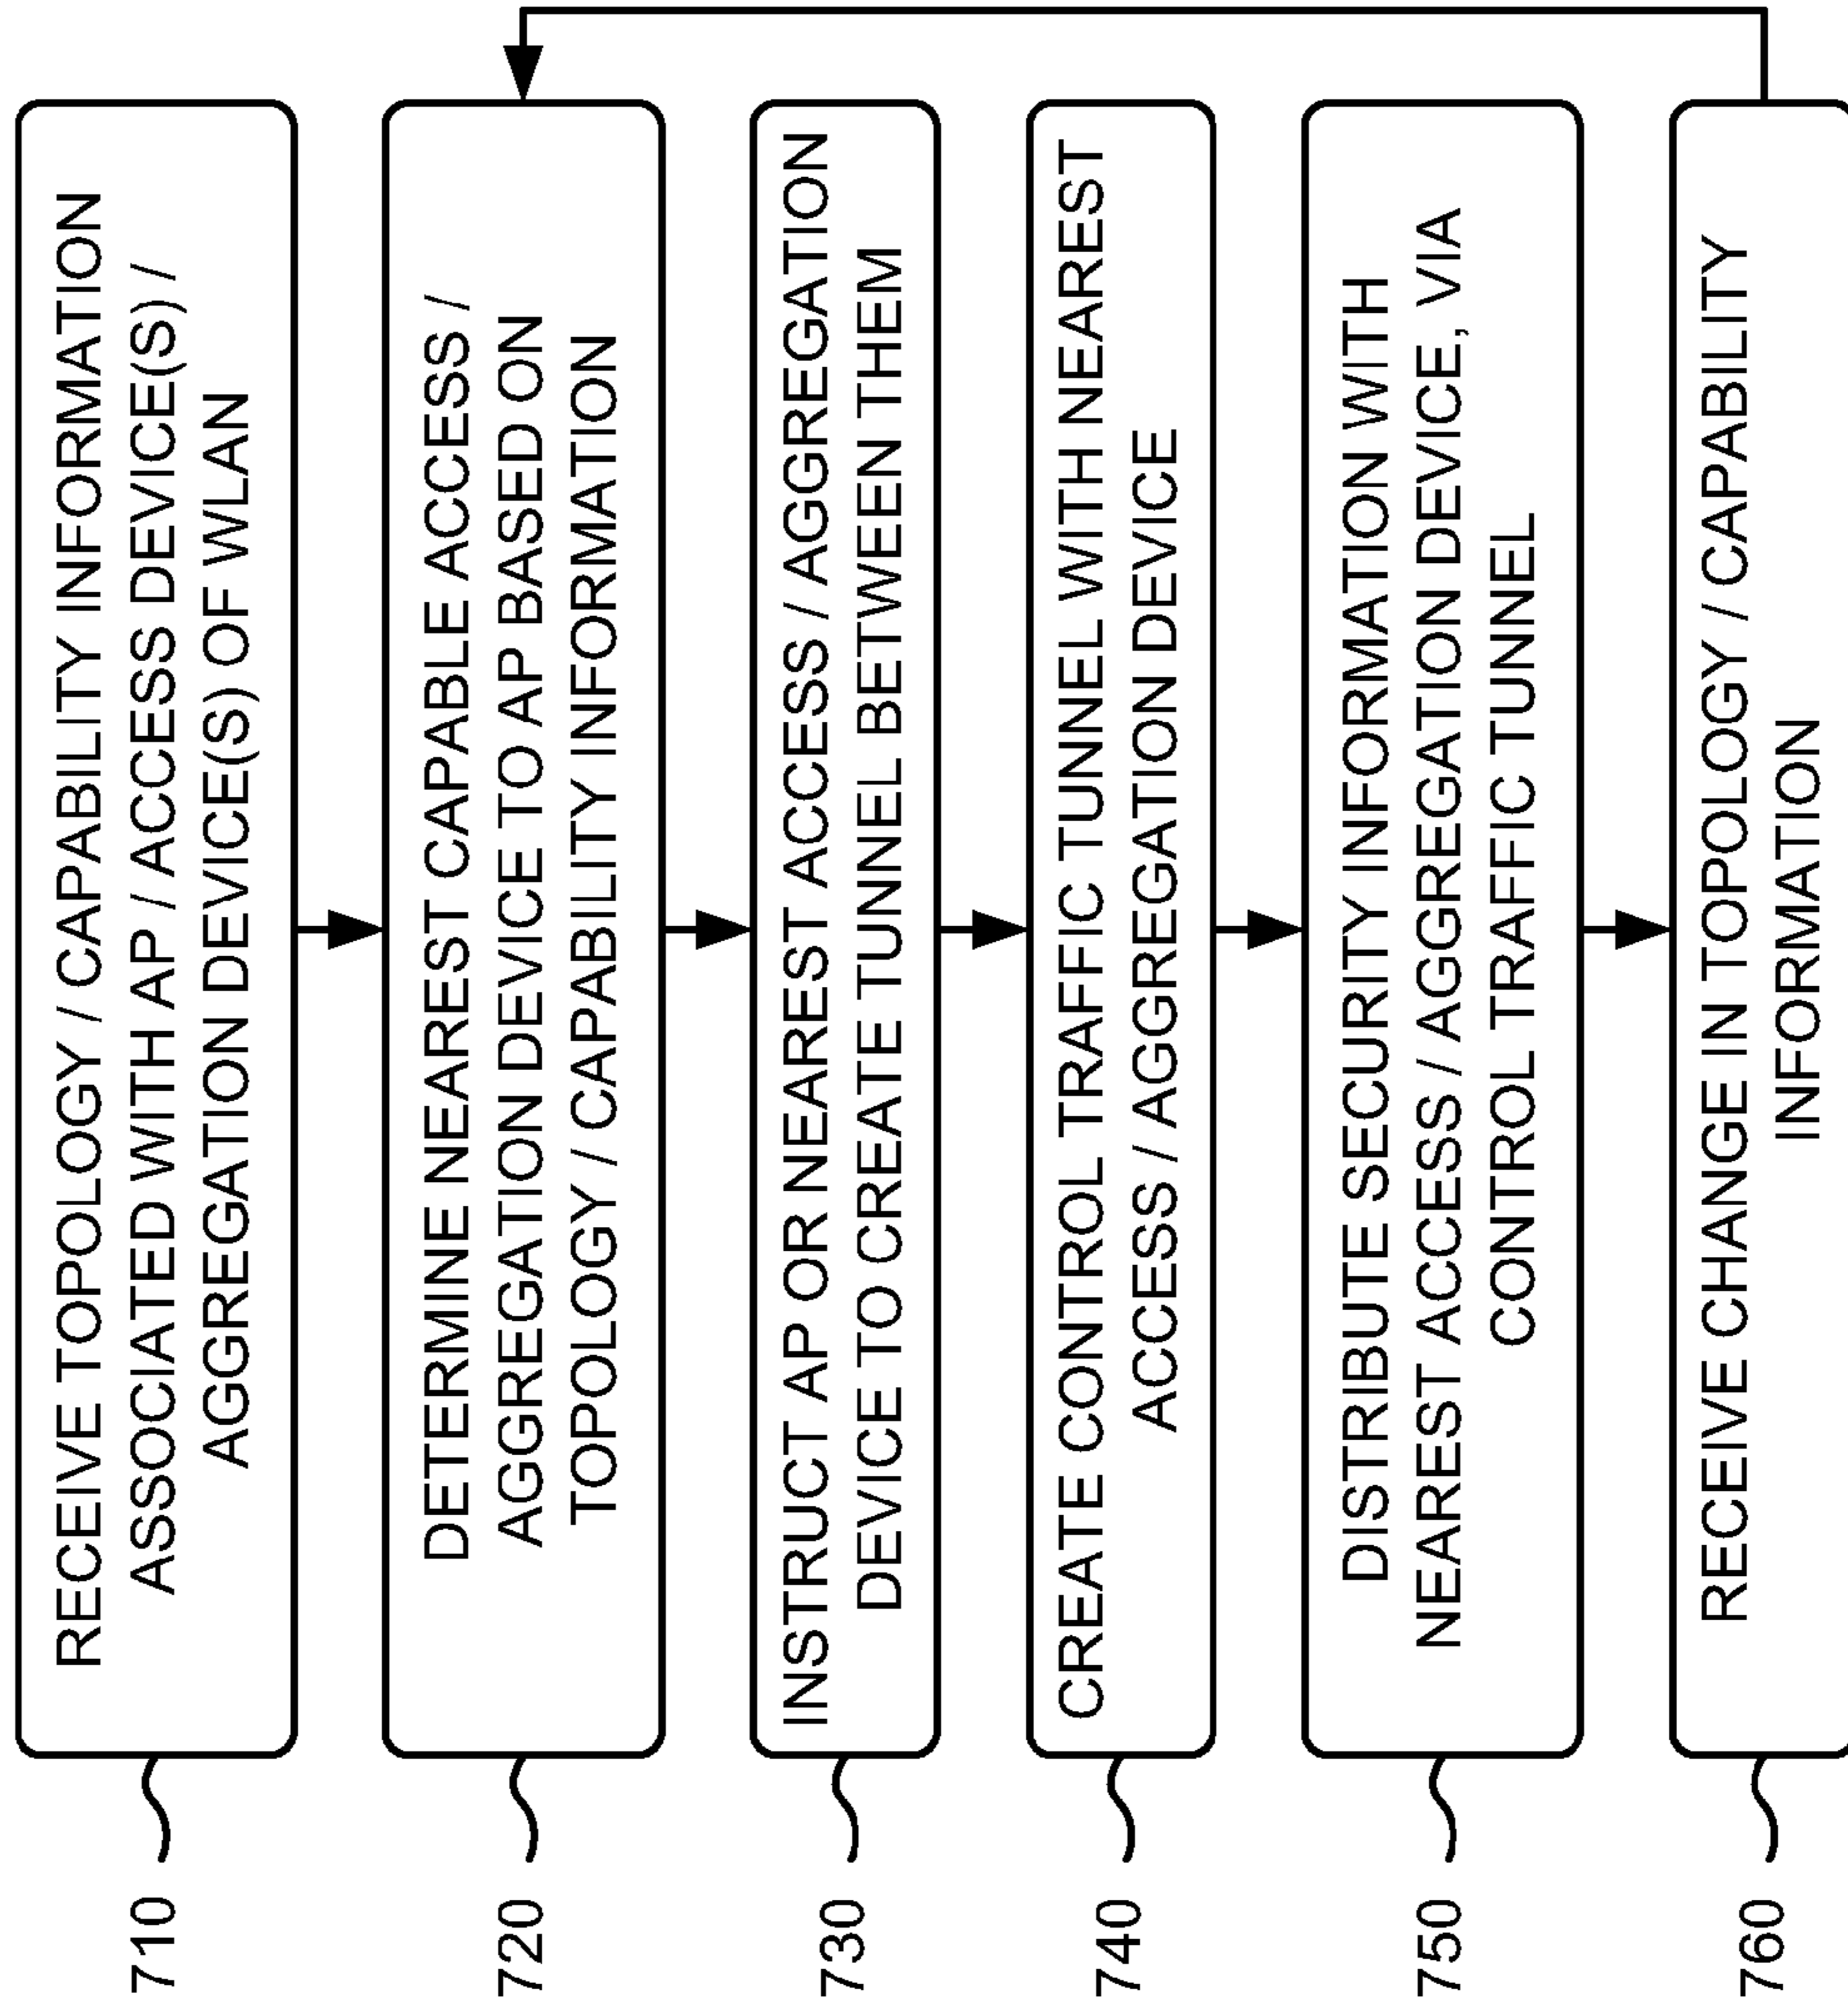 710
RECEIVE TOPOLOGY / CAPABILITY INFORMATION
ASSOCIATED WITH AP / ACCESS DEVICE(S) /
AGGREGATION DEVICE(S) OF WLAN
720
DETERMINE NEAREST CAPABLE ACCESS /
AGGREGATION DEVICE TO AP BASED ON
TOPOLOGY / CAPABILITY INFORMATION
730
INSTRUCT AP OR NEAREST ACCESS / AGGREGATION
DEVICE TO CREATE TUNNEL BETWEEN THEM
740
CREATE CONTROL TRAFFIC TUNNEL WITH NEAREST
ACCESS / AGGREGATION DEVICE
750
DISTRIBUTE SECURITY INFORMATION WITH
NEAREST ACCESS / AGGREGATION DEVICE, VIA
CONTROL TRAFFIC TUNNEL
760
RECEIVE CHANGE IN TOPOLOGY / CAPABILITY
INFORMATION